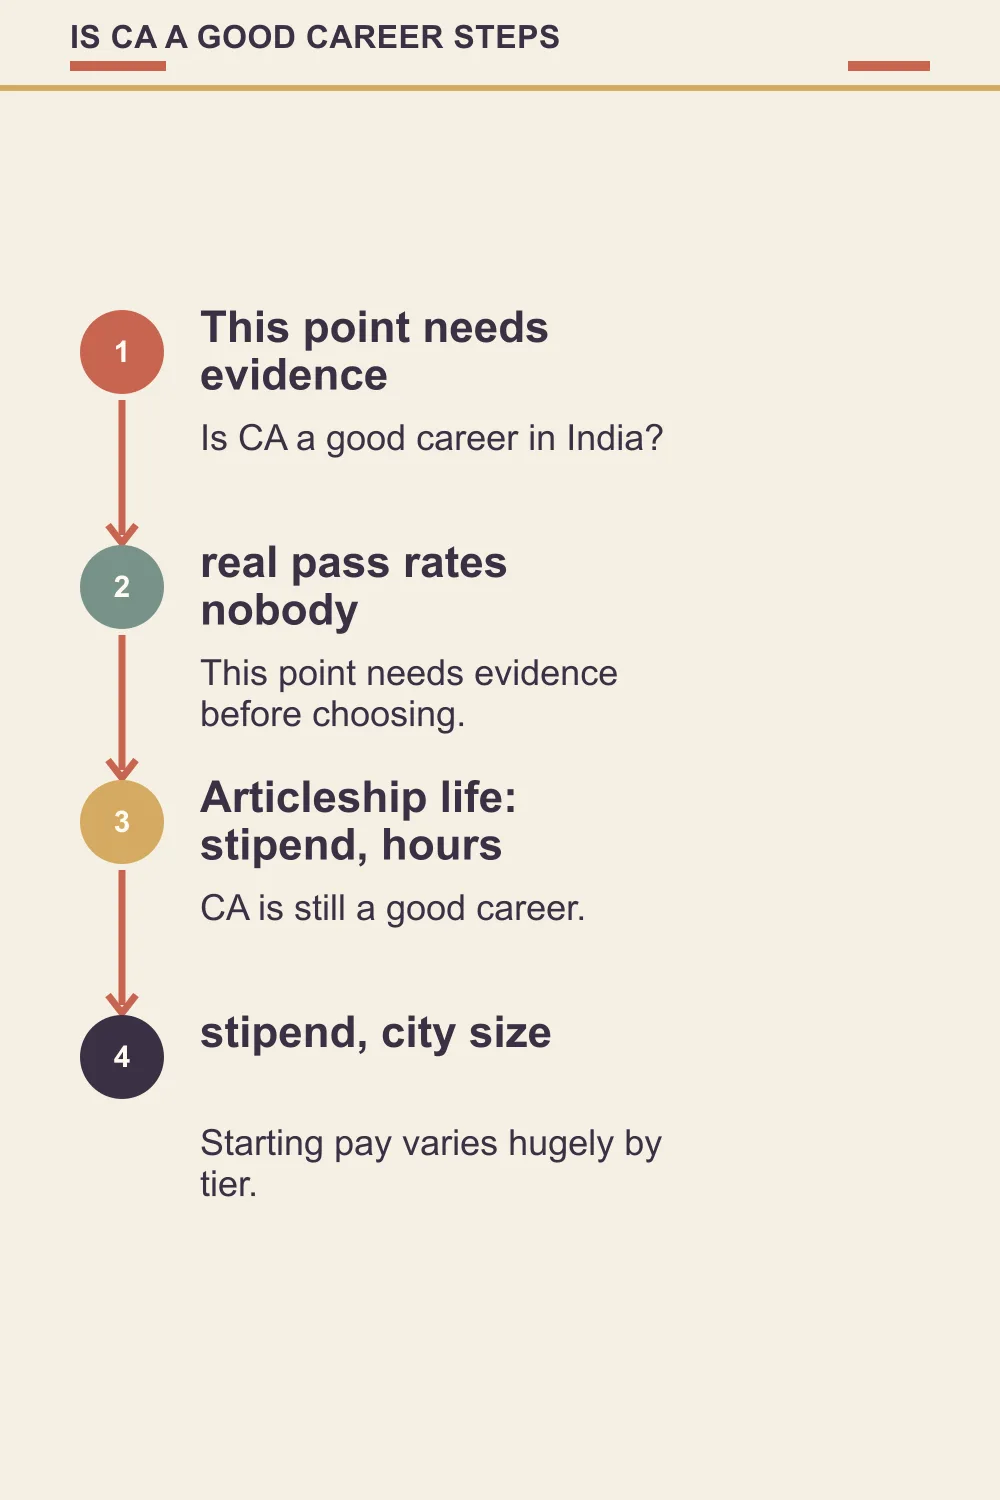 IS CA A GOOD CAREER STEPS
1
This point needs
evidence
Is CA a good career in India?
2
real pass rates
nobody
This point needs evidence
before choosing.
3
Articleship life:
stipend, hours
CA is still a good career.
4
stipend, city size
Starting pay varies hugely by
tier.